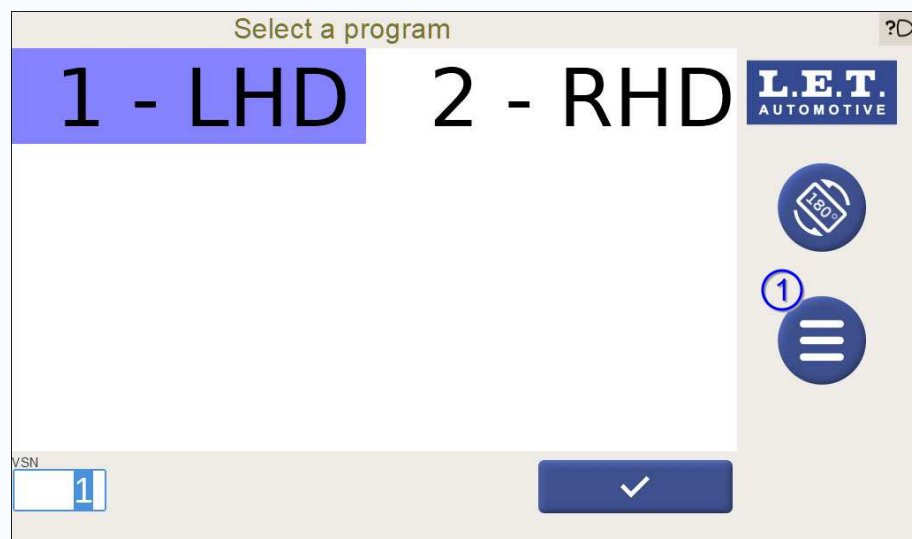 Select a program
?
1 - LHD 2 - RHD
L.E.T.
AUTOMOTIVE
180°
1
VSN
1